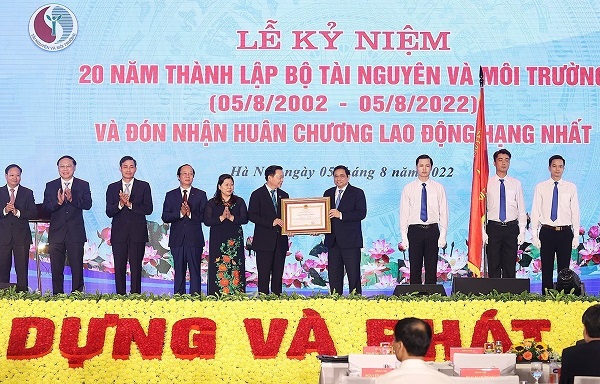 LỄ KỶ NIỆM
20 NĂM THÀNH LẬP BỘ TÀI NGUYÊN VÀ MÔI TRƯỜNG
(05/8/2002 - 05/8/2022)
VÀ ĐÓN NHẬN HUÂN CHƯƠNG LAO ĐỘNG HẠNG NHẤT
Hà Nội, ngày 05 tháng 8 năm 2022
DỰNG VÀ PHÁT